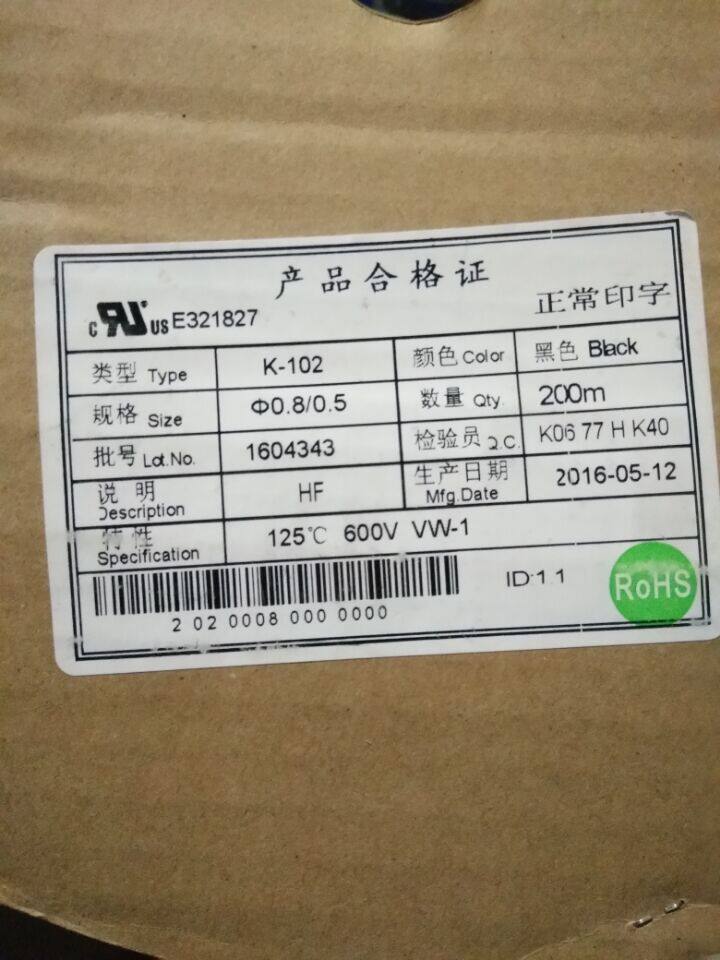 产品合格证
c RU US E321827 正常印字
类型 Type K-102 颜色 Color 黑色 Black
规格 Size Φ0.8/0.5 数量 Qty. 200m
批号 Lot.No. 1604343 检验员 Q.C. K06 77 H K40
说 明 Description HF 生产日期 Mfg.Date 2016-05-12
特 性 Specification 125℃ 600V VW-1
ID:1.1 RoHS
2 02 0008 000 0000